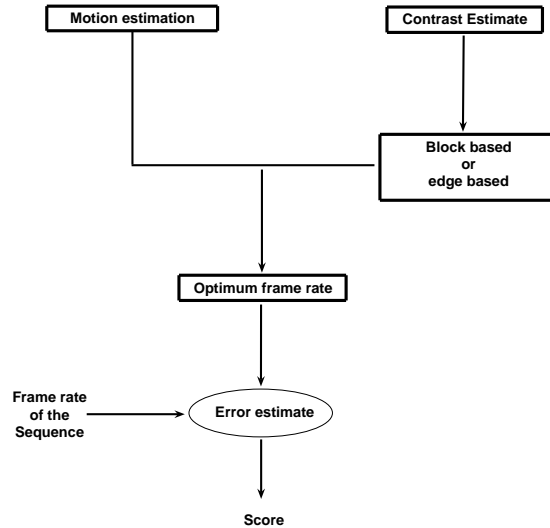 Motion estimation
Contrast Estimate
Block based
or
edge based
Optimum frame rate
Frame rate
of the
Sequence
Error estimate
Score